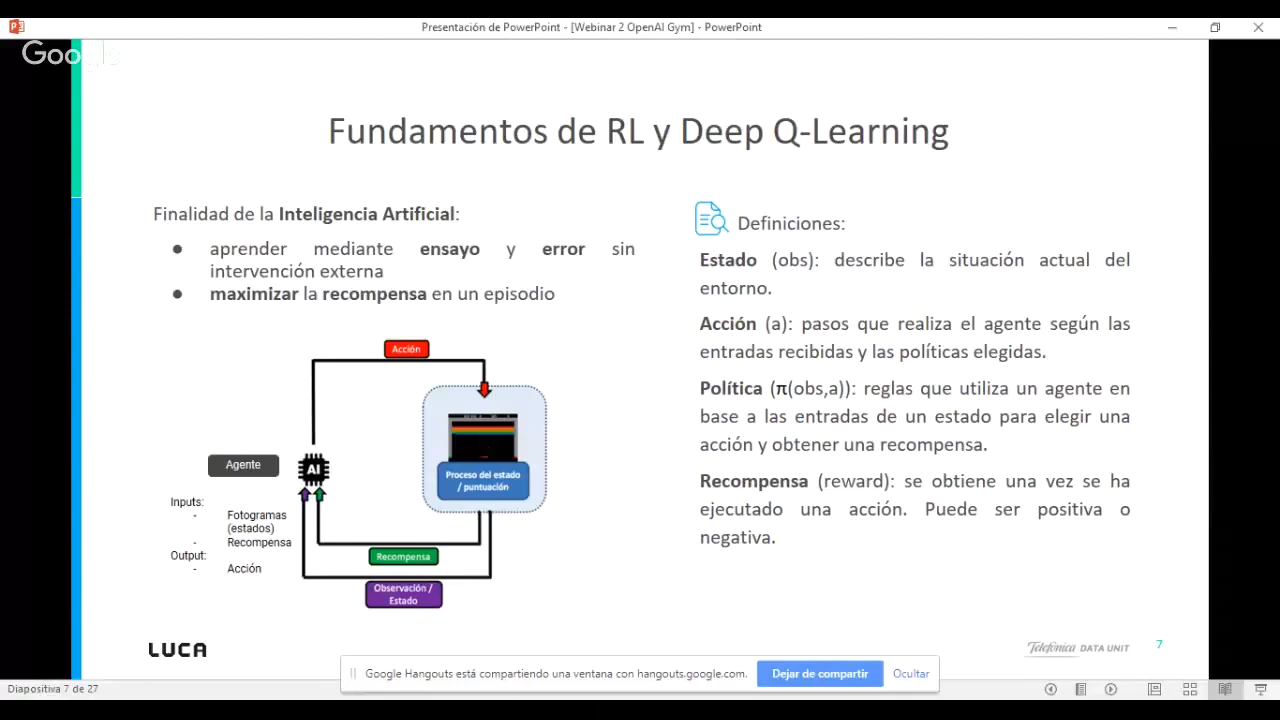 Presentación de PowerPoint - [Webinar 2 OpenAI Gym] - PowerPoint
Google
Fundamentos de RL y Deep Q-Learning
Finalidad de la Inteligencia Artificial:
● aprender mediante ensayo y error sin
intervención externa
● maximizar la recompensa en un episodio
Acción
Agente
AI
Proceso del estado
/ puntuación
Inputs:
- Fotogramas
(estados)
- Recompensa
Output:
- Acción
Recompensa
Observación /
Estado
Definiciones:
Estado (obs): describe la situación actual del
entorno.
Acción (a): pasos que realiza el agente según las
entradas recibidas y las políticas elegidas.
Política (π(obs,a)): reglas que utiliza un agente en
base a las entradas de un estado para elegir una
acción y obtener una recompensa.
Recompensa (reward): se obtiene una vez se ha
ejecutado una acción. Puede ser positiva o
negativa.
LUCA
Telefónica DATA UNIT
7
Google Hangouts está compartiendo una ventana con hangouts.google.com.
Dejar de compartir
Ocultar
Diapositiva 7 de 27